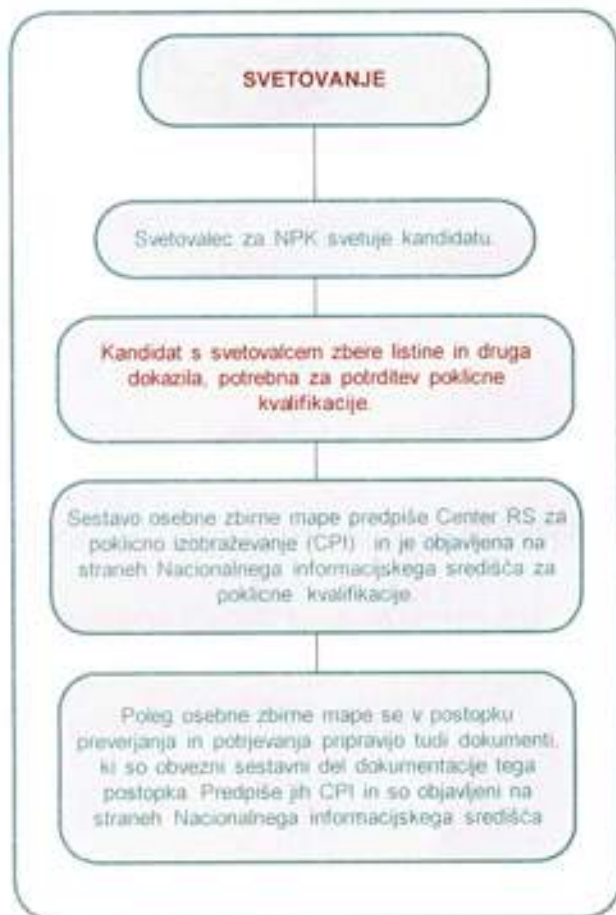 SVETOVANJE
Svetovalec za NPK svetuje kandidatu.
Kandidat s svetovalcem zbere listine in druga
dokazila, potrebna za potrditev poklicne
kvalifikacije.
Sestavo osebne zbirne mape predpiše Center RS za
poklicno izobraževanje (CPI) in je objavljena na
straneh Nacionalnega informacijskega središča za
poklicne kvalifikacije.
Poleg osebne zbirne mape se v postopku
preverjanja in potrjevanja pripravijo tudi dokumenti,
ki so obvezni sestavni del dokumentacije tega
postopka. Predpiše jih CPI in so objavljeni na
straneh Nacionalnega informacijskega središča